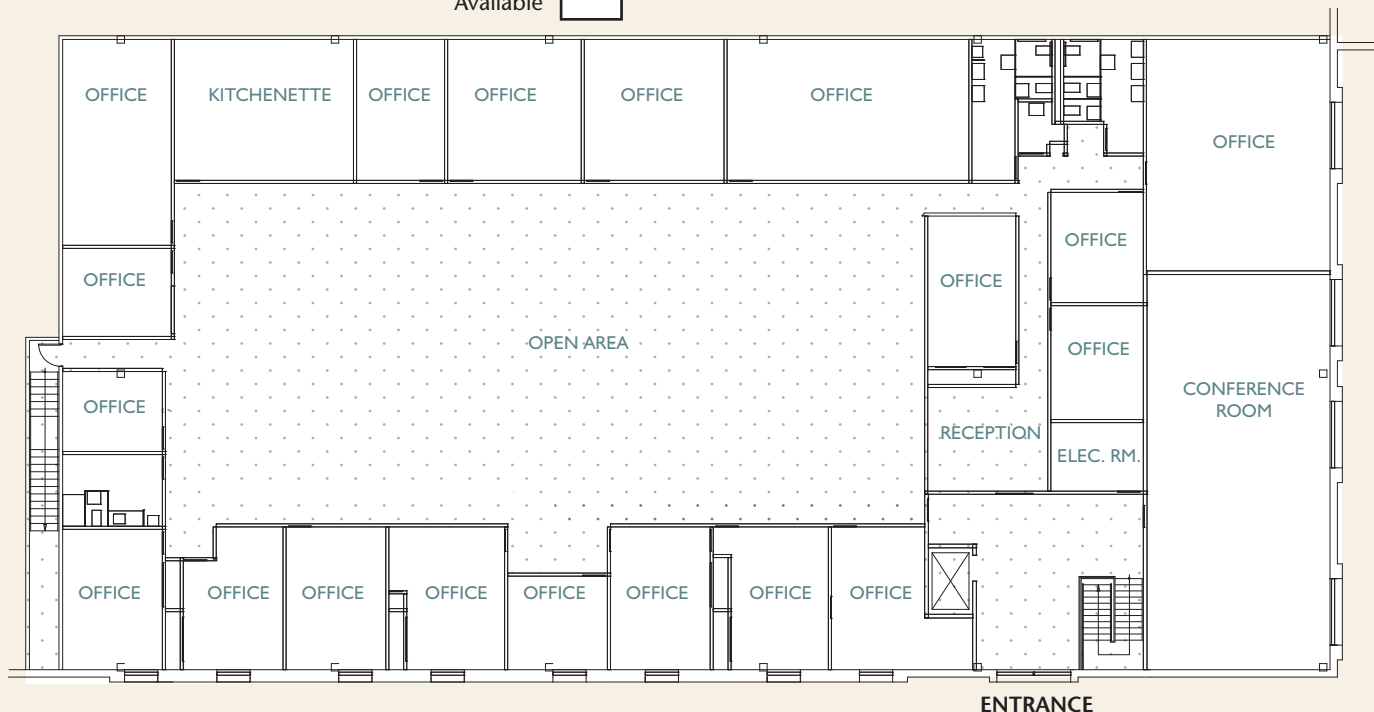 Available
OFFICE
KITCHENETTE
OFFICE
OFFICE
OFFICE
OFFICE
OFFICE
OFFICE
OFFICE
OFFICE
OPEN AREA
OFFICE
OFFICE
CONFERENCE
ROOM
RECEPTION
ELEC. RM.
OFFICE
OFFICE
OFFICE
OFFICE
OFFICE
OFFICE
OFFICE
OFFICE
OFFICE
ENTRANCE